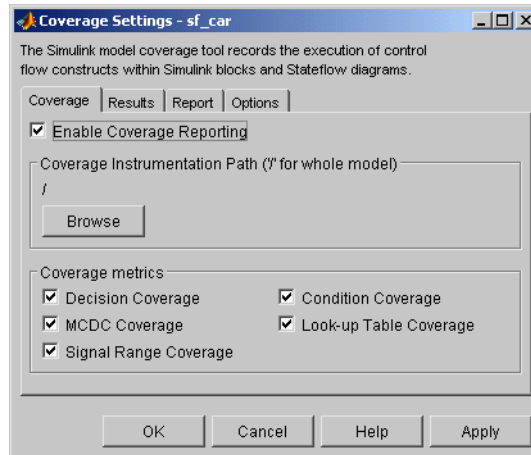 Coverage Settings - sf_car
The Simulink model coverage tool records the execution of control
flow constructs within Simulink blocks and Stateflow diagrams.
Coverage Results Report Options
Enable Coverage Reporting
Coverage Instrumentation Path ('/' for whole model)
/
Browse
Coverage metrics
Decision Coverage Condition Coverage
MCDC Coverage Look-up Table Coverage
Signal Range Coverage
OK Cancel Help Apply